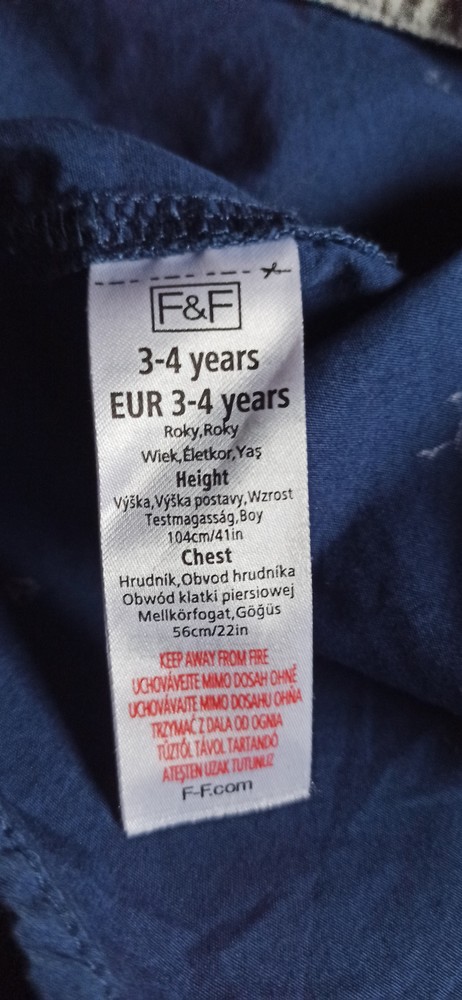 F&F
3-4 years
EUR 3-4 years
Roky,Roky
Wiek,Életkor,Yaş
Height
Výška,Výška postavy,Wzrost
Testmagasság,Boy
104cm/41in
Chest
Hrudník,Obvod hrudníka
Obwód klatki piersiowej
Mellkörfogat,Göğüs
56cm/22in
KEEP AWAY FROM FIRE
UCHOVÁVEJTE MIMO DOSAH OHNĚ
UCHOVÁVAJTE MIMO DOSAHU OHŇA
TRZYMAĆ Z DALA OD OGNIA
TŰZTŐL TÁVOL TARTANDÓ
ATEŞTEN UZAK TUTUNUZ
F-F.com